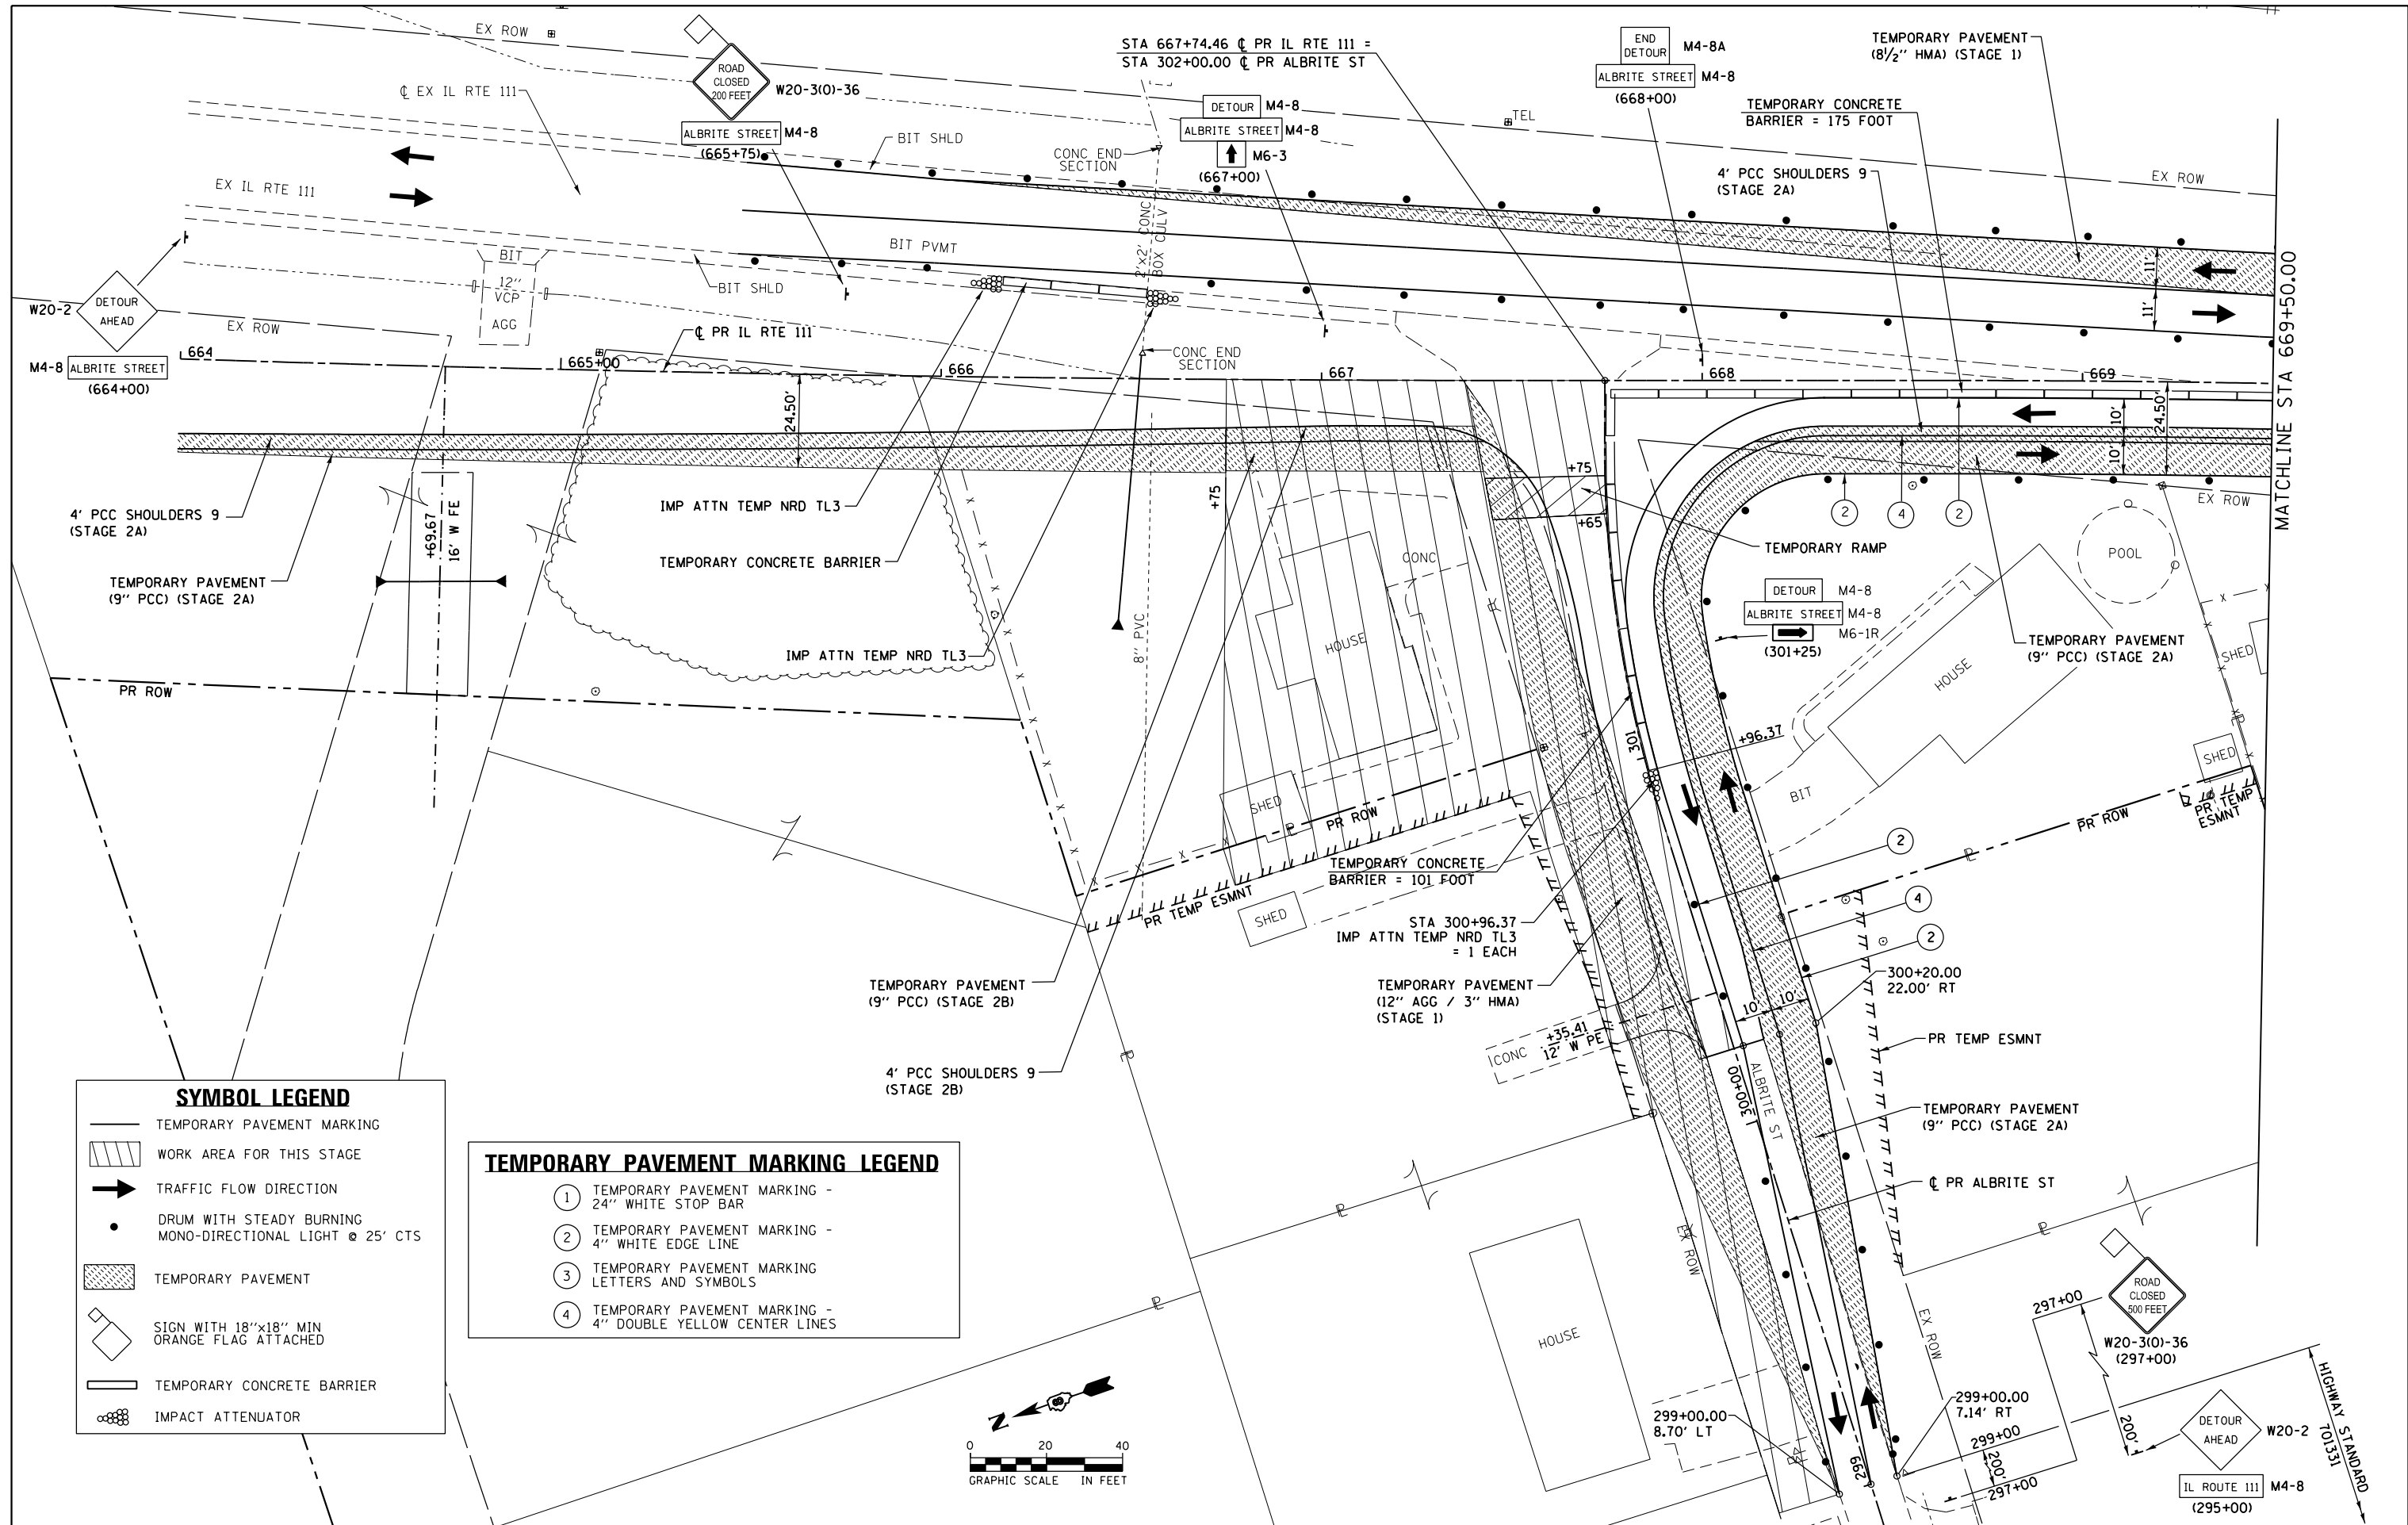 EX ROW
ROAD
CLOSED
200 FEET
W20-3(0)-36
ALBRITE STREET M4-8
(665+75)
℄ EX IL RTE 111
BIT SHLD
EX IL RTE 111
STA 667+74.46 ℄ PR IL RTE 111 =
STA 302+00.00 ℄ PR ALBRITE ST
DETOUR M4-8
ALBRITE STREET M4-8
M6-3
(667+00)
CONC END
SECTION
END
DETOUR
M4-8A
ALBRITE STREET M4-8
(668+00)
TEL
TEMPORARY PAVEMENT
(8½" HMA) (STAGE 1)
TEMPORARY CONCRETE
BARRIER = 175 FOOT
4' PCC SHOULDERS 9
(STAGE 2A)
EX ROW
MATCHLINE STA 669+50.00
11'
11'
BIT PVMT
2'x2' CONC
BOX CULV
BIT
12"
VCP
AGG
BIT SHLD
W20-2
DETOUR
AHEAD
M4-8 ALBRITE STREET
(664+00)
EX ROW
664
665+00
℄ PR IL RTE 111
666
CONC END
SECTION
667
668
669
24.50'
10'
24.50'
10'
+75
+75
+65
2
4
2
EX ROW
4' PCC SHOULDERS 9
(STAGE 2A)
+69.67
16' W FE
IMP ATTN TEMP NRD TL3
TEMPORARY CONCRETE BARRIER
IMP ATTN TEMP NRD TL3
TEMPORARY PAVEMENT
(9" PCC) (STAGE 2A)
PR ROW
8" PVC
HOUSE
CONC
TEMPORARY RAMP
POOL
DETOUR M4-8
ALBRITE STREET M4-8
M6-1R
(301+25)
TEMPORARY PAVEMENT
(9" PCC) (STAGE 2A)
SHED
HOUSE
301
+96.37
SHED
BIT
PR ROW
PR TEMP
ESMNT
SHED
PR ROW
PR TEMP ESMNT
SHED
TEMPORARY CONCRETE
BARRIER = 101 FOOT
STA 300+96.37
IMP ATTN TEMP NRD TL3
= 1 EACH
2
4
2
TEMPORARY PAVEMENT
(9" PCC) (STAGE 2B)
TEMPORARY PAVEMENT
(12" AGG / 3" HMA)
(STAGE 1)
300+20.00
22.00' RT
10'
10'
4' PCC SHOULDERS 9
(STAGE 2B)
CONC
+35.41
12' W PE
300+00
ALBRITE ST
PR TEMP ESMNT
TEMPORARY PAVEMENT
(9" PCC) (STAGE 2A)
℄ PR ALBRITE ST
EX ROW
HOUSE
EX ROW
SYMBOL LEGEND
TEMPORARY PAVEMENT MARKING
WORK AREA FOR THIS STAGE
TRAFFIC FLOW DIRECTION
DRUM WITH STEADY BURNING
MONO-DIRECTIONAL LIGHT @ 25' CTS
TEMPORARY PAVEMENT
SIGN WITH 18"x18" MIN
ORANGE FLAG ATTACHED
TEMPORARY CONCRETE BARRIER
IMPACT ATTENUATOR
TEMPORARY PAVEMENT MARKING LEGEND
1 TEMPORARY PAVEMENT MARKING -
24" WHITE STOP BAR
2 TEMPORARY PAVEMENT MARKING -
4" WHITE EDGE LINE
3 TEMPORARY PAVEMENT MARKING
LETTERS AND SYMBOLS
4 TEMPORARY PAVEMENT MARKING -
4" DOUBLE YELLOW CENTER LINES
N
0 20 40
GRAPHIC SCALE IN FEET
299+00.00
8.70' LT
299
299+00.00
7.14' RT
299+00
200'
297+00
297+00
200'
ROAD
CLOSED
500 FEET
W20-3(0)-36
(297+00)
DETOUR
AHEAD
W20-2
IL ROUTE 111 M4-8
(295+00)
HIGHWAY STANDARD
701331